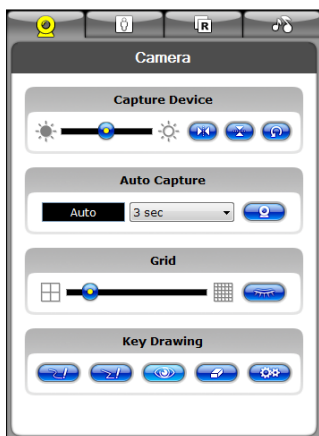 R
Camera
Capture Device
Auto Capture
Auto 3 sec
Grid
Key Drawing